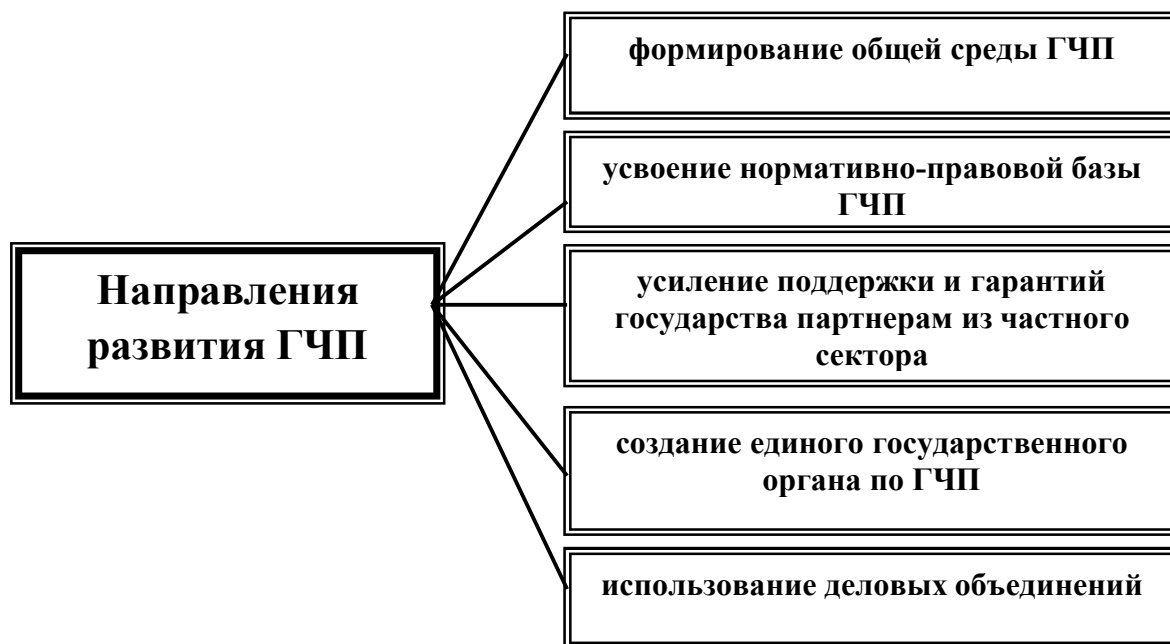 формирование общей среды ГЧП
усвоение нормативно-правовой базы
ГЧП
Направления
развития ГЧП
усиление поддержки и гарантий
государства партнерам из частного
сектора
создание единого государственного
органа по ГЧП
использование деловых объединений